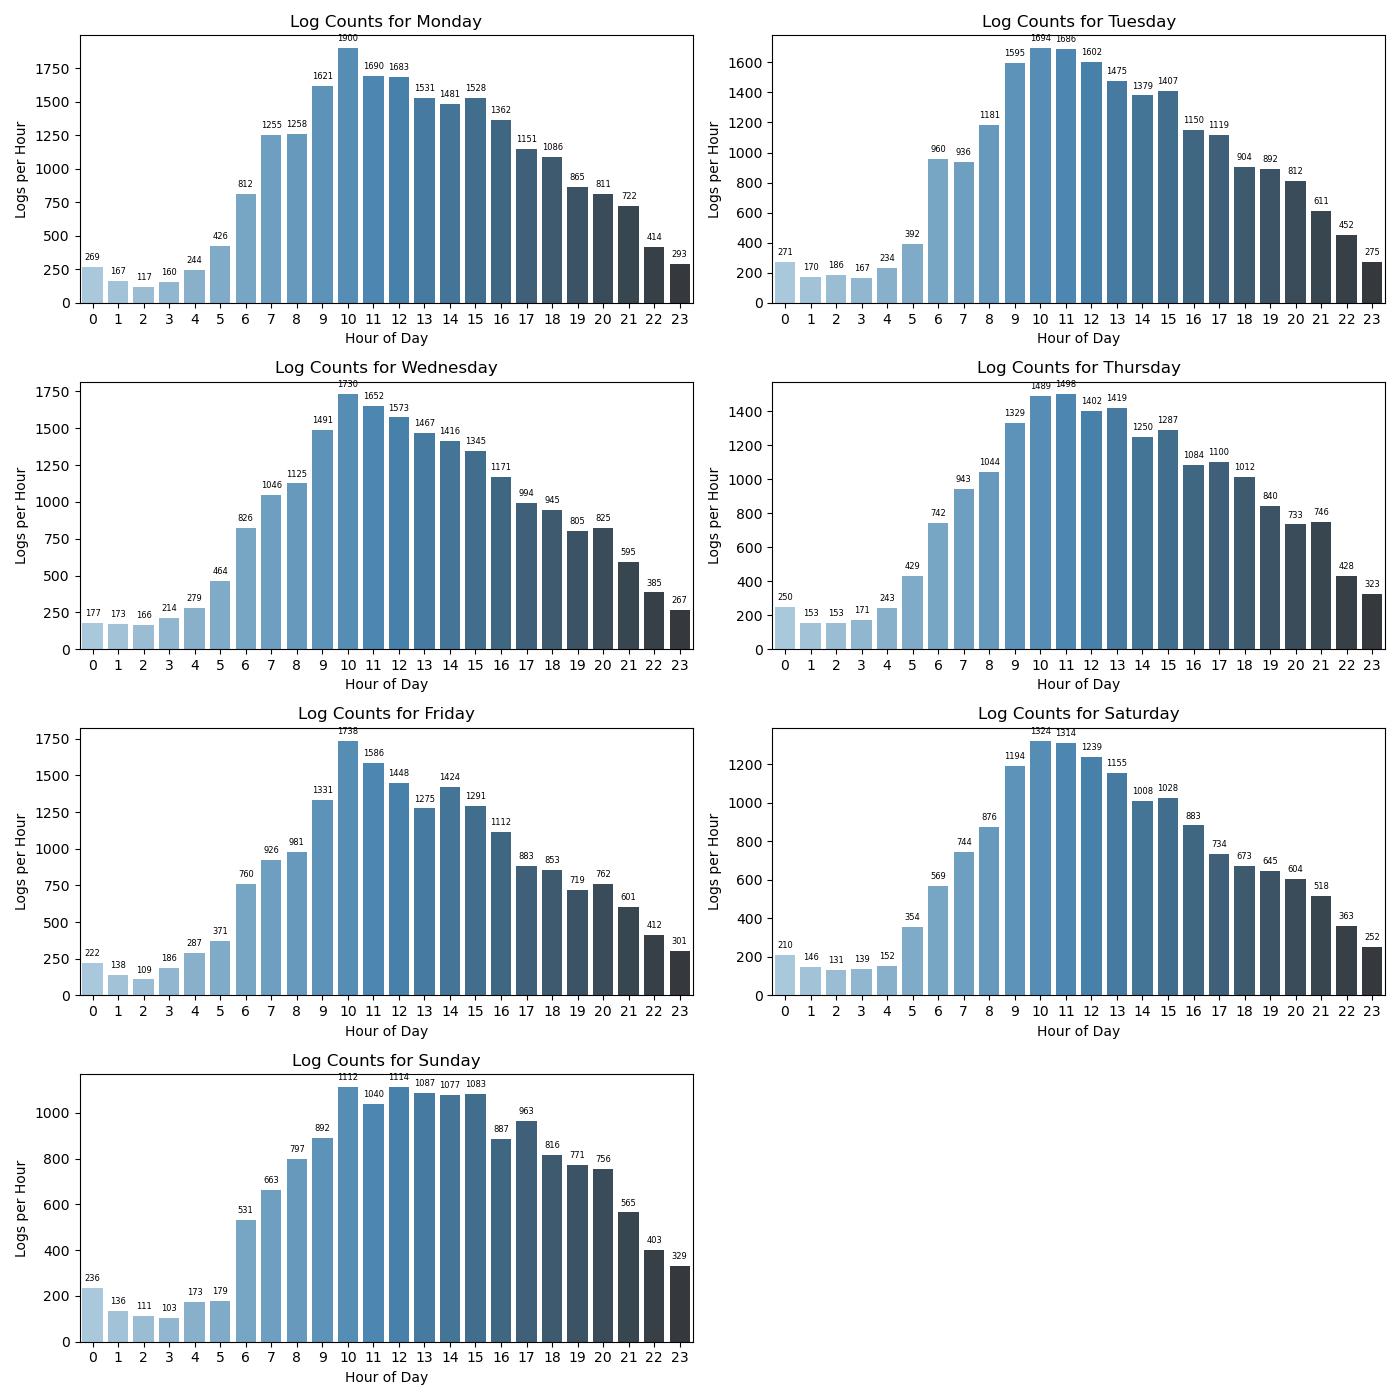 Log Counts for Monday
Logs per Hour
1750
1500
1250
1000
750
500
250
0
269 167 117 160 244 426 812 1255 1258 1621 1900 1690 1683 1531 1481 1528 1362 1151 1086 865 811 722 414 293
0 1 2 3 4 5 6 7 8 9 10 11 12 13 14 15 16 17 18 19 20 21 22 23
Hour of Day
Log Counts for Tuesday
Logs per Hour
1600
1400
1200
1000
800
600
400
200
0
271 170 186 167 234 392 960 936 1181 1595 1694 1686 1602 1475 1379 1407 1150 1119 904 892 812 611 452 275
0 1 2 3 4 5 6 7 8 9 10 11 12 13 14 15 16 17 18 19 20 21 22 23
Hour of Day
Log Counts for Wednesday
Logs per Hour
1750
1500
1250
1000
750
500
250
0
177 173 166 214 279 464 826 1046 1125 1491 1730 1652 1573 1467 1416 1345 1171 994 945 805 825 595 385 267
0 1 2 3 4 5 6 7 8 9 10 11 12 13 14 15 16 17 18 19 20 21 22 23
Hour of Day
Log Counts for Thursday
Logs per Hour
1400
1200
1000
800
600
400
200
0
250 153 153 171 243 429 742 943 1044 1329 1489 1498 1402 1419 1250 1287 1084 1100 1012 840 733 746 428 323
0 1 2 3 4 5 6 7 8 9 10 11 12 13 14 15 16 17 18 19 20 21 22 23
Hour of Day
Log Counts for Friday
Logs per Hour
1750
1500
1250
1000
750
500
250
0
222 138 109 186 287 371 760 926 981 1331 1738 1586 1448 1275 1424 1291 1112 883 853 719 762 601 412 301
0 1 2 3 4 5 6 7 8 9 10 11 12 13 14 15 16 17 18 19 20 21 22 23
Hour of Day
Log Counts for Saturday
Logs per Hour
1200
1000
800
600
400
200
0
210 146 131 139 152 354 569 744 876 1194 1324 1314 1239 1155 1008 1028 883 734 673 645 604 518 363 252
0 1 2 3 4 5 6 7 8 9 10 11 12 13 14 15 16 17 18 19 20 21 22 23
Hour of Day
Log Counts for Sunday
Logs per Hour
1000
800
600
400
200
0
236 136 111 103 173 179 531 663 797 892 1112 1040 1114 1087 1077 1083 887 963 816 771 756 565 403 329
0 1 2 3 4 5 6 7 8 9 10 11 12 13 14 15 16 17 18 19 20 21 22 23
Hour of Day